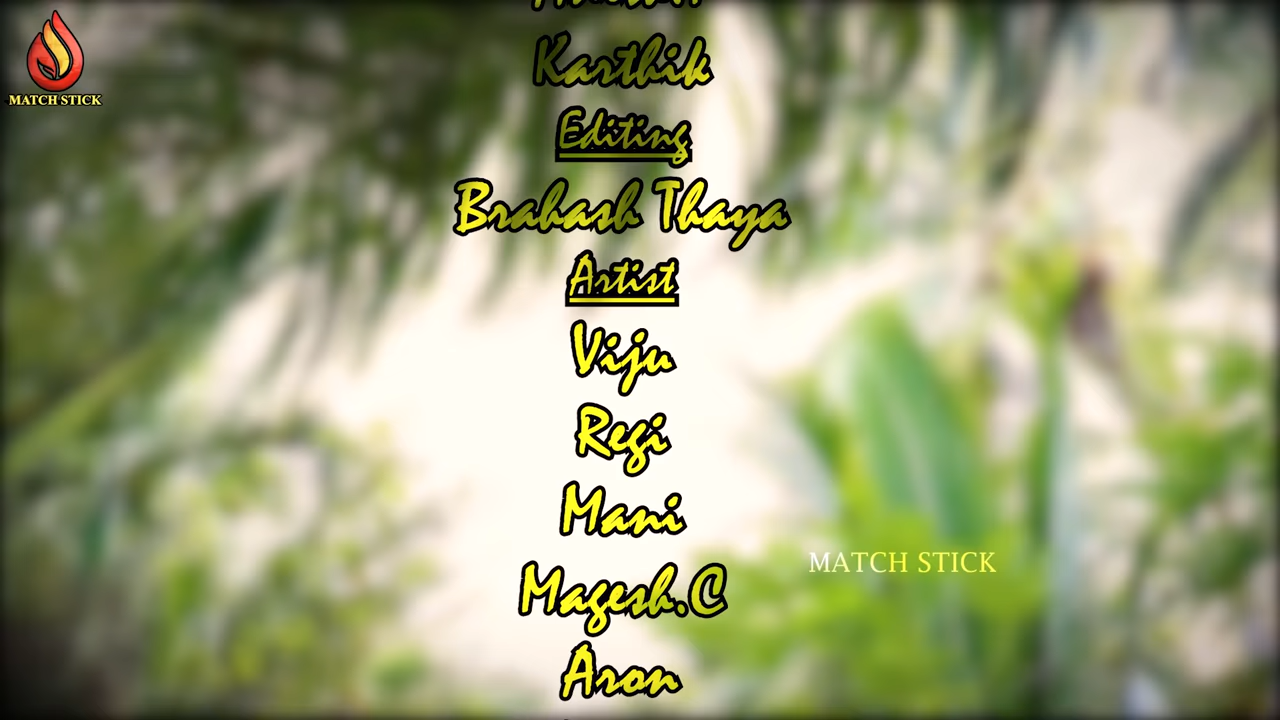 MATCH STICK
Karthik
Editing
Brahash Thaya
Artist
Viju
Regi
Mani
Magesh.C
MATCH STICK
Aron